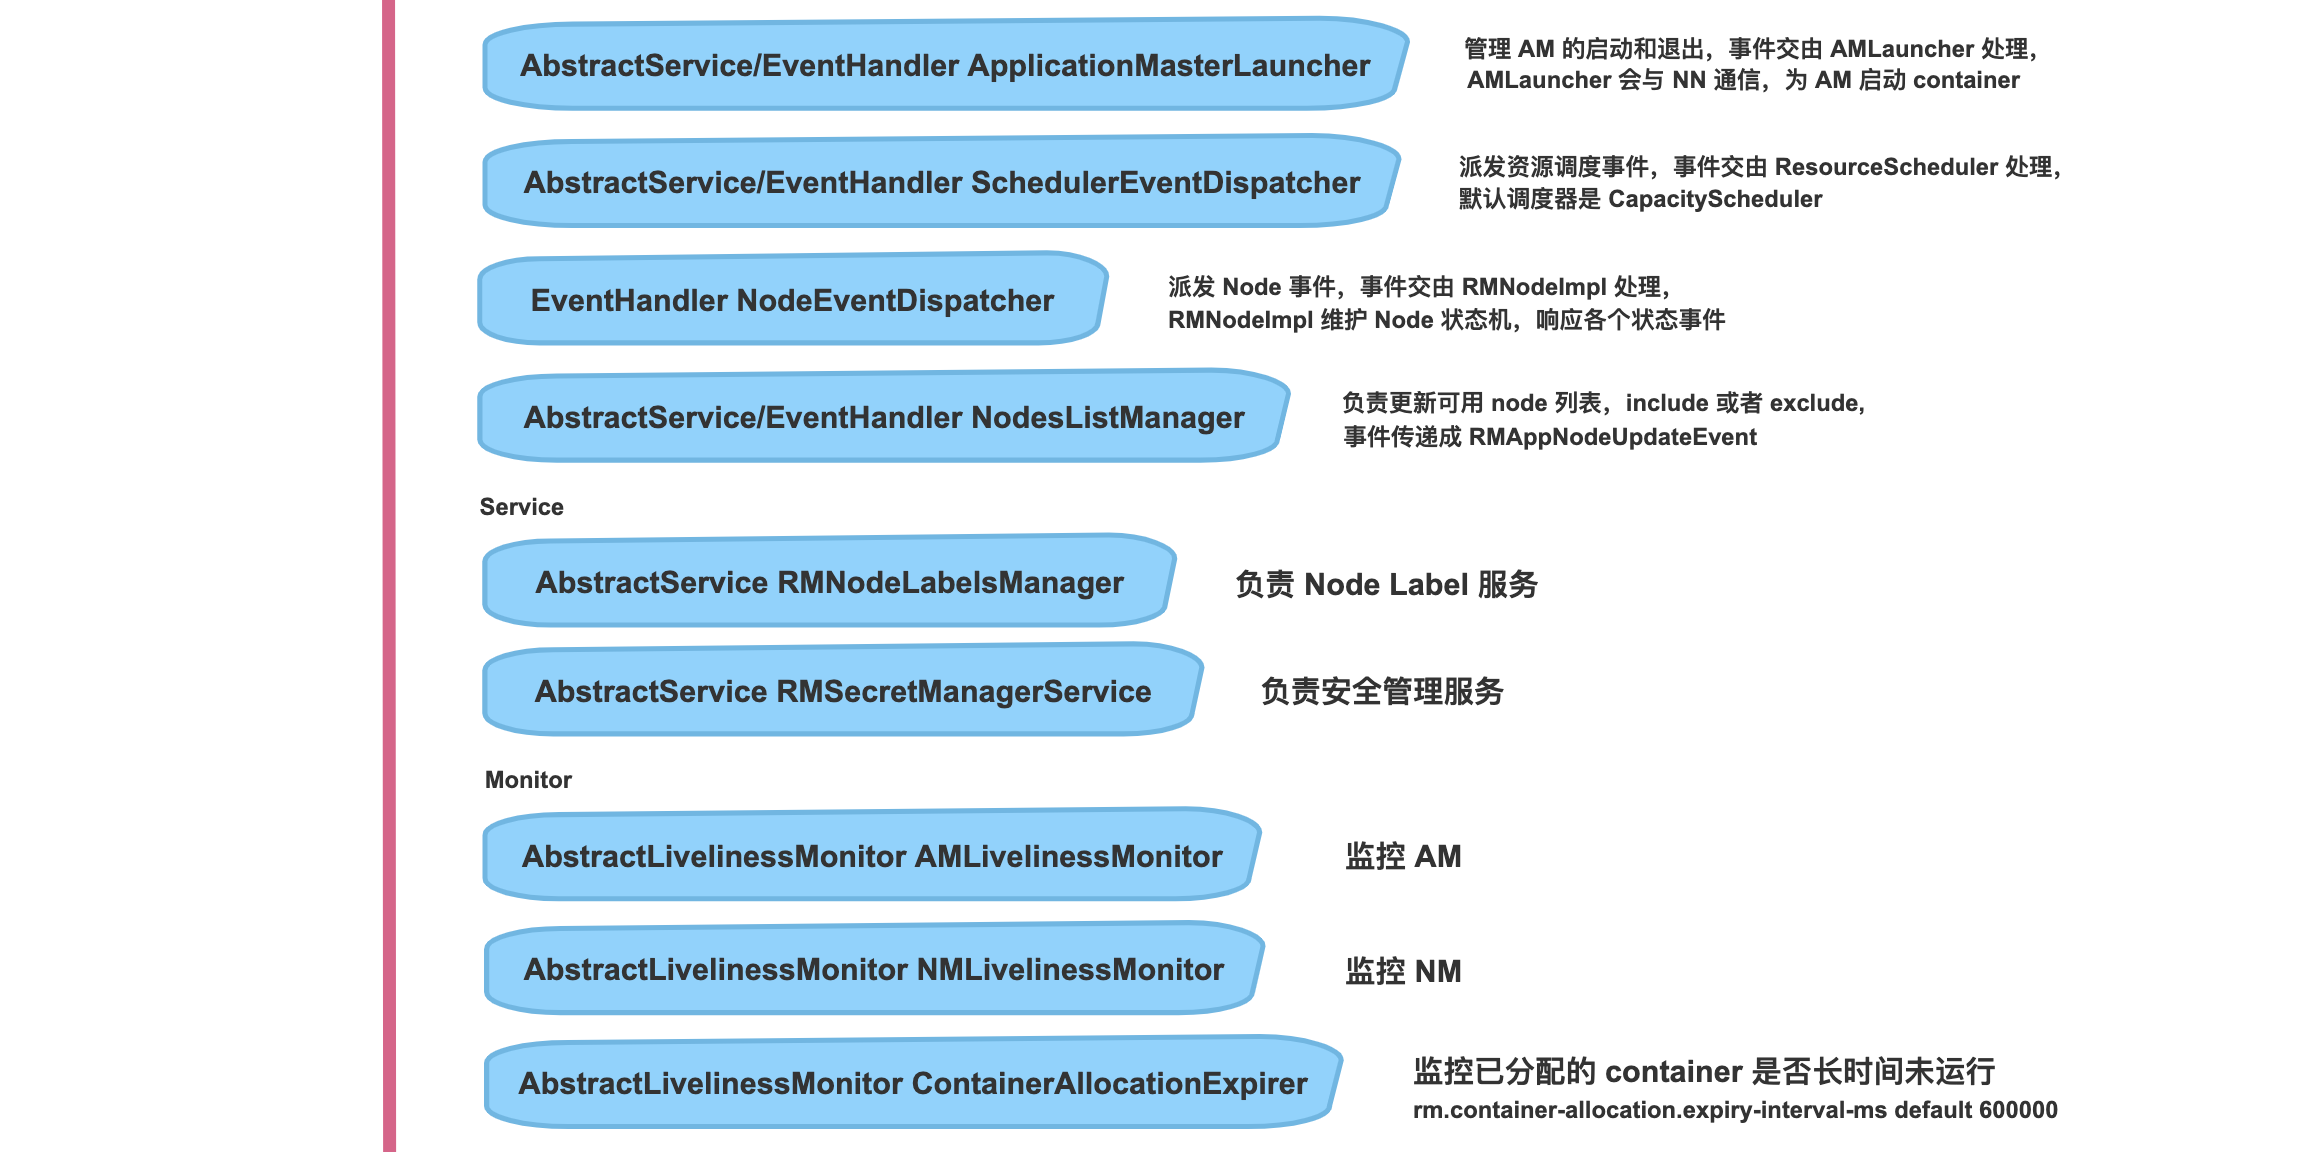 AbstractService/EventHandler ApplicationMasterLauncher
管理 AM 的启动和退出，事件交由 AMLauncher 处理，
AMLauncher 会与 NN 通信，为 AM 启动 container
AbstractService/EventHandler SchedulerEventDispatcher
派发资源调度事件，事件交由 ResourceScheduler 处理，
默认调度器是 CapacityScheduler
EventHandler NodeEventDispatcher
派发 Node 事件，事件交由 RMNodeImpl 处理，
RMNodeImpl 维护 Node 状态机，响应各个状态事件
AbstractService/EventHandler NodesListManager
负责更新可用 node 列表，include 或者 exclude,
事件传递成 RMAppNodeUpdateEvent
Service
AbstractService RMNodeLabelsManager
负责 Node Label 服务
AbstractService RMSecretManagerService
负责安全管理服务
Monitor
AbstractLivelinessMonitor AMLivelinessMonitor
监控 AM
AbstractLivelinessMonitor NMLivelinessMonitor
监控 NM
AbstractLivelinessMonitor ContainerAllocationExpirer
监控已分配的 container 是否长时间未运行
rm.container-allocation.expiry-interval-ms default 600000